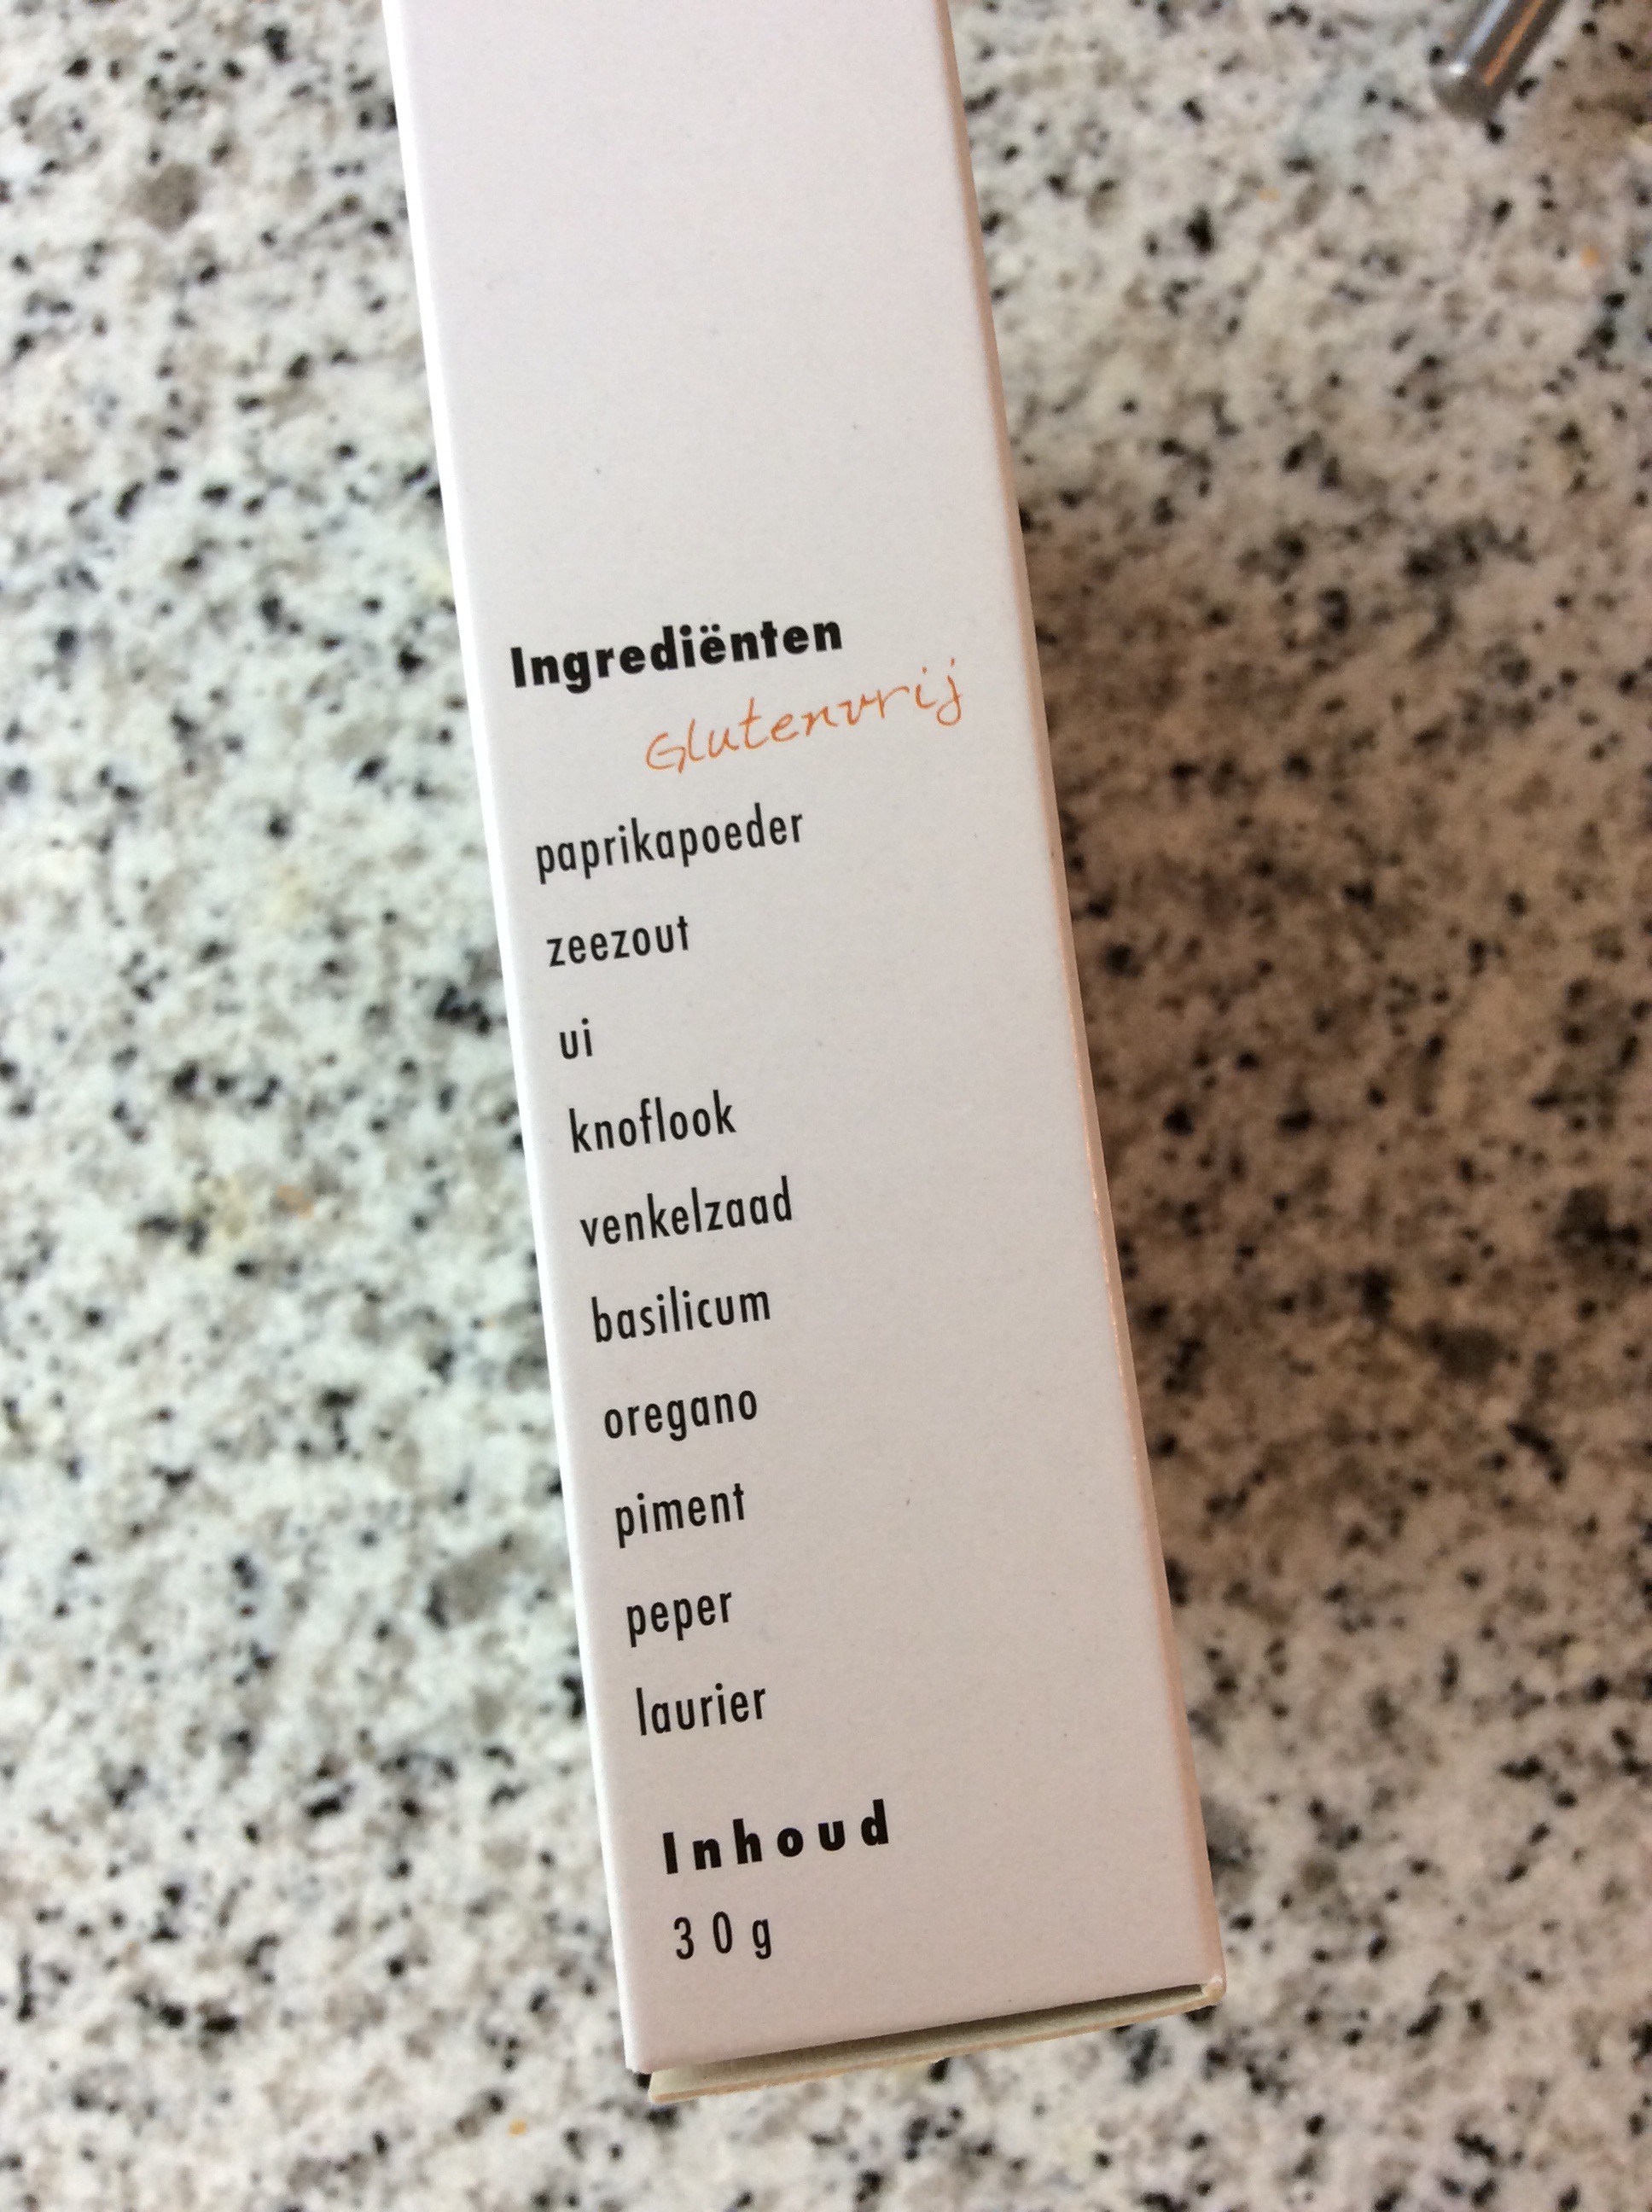 Ingrediënten
Glutenvrij
paprikapoeder
zeezout
ui
knoflook
venkelzaad
basilicum
oregano
piment
peper
laurier
Inhoud
30g